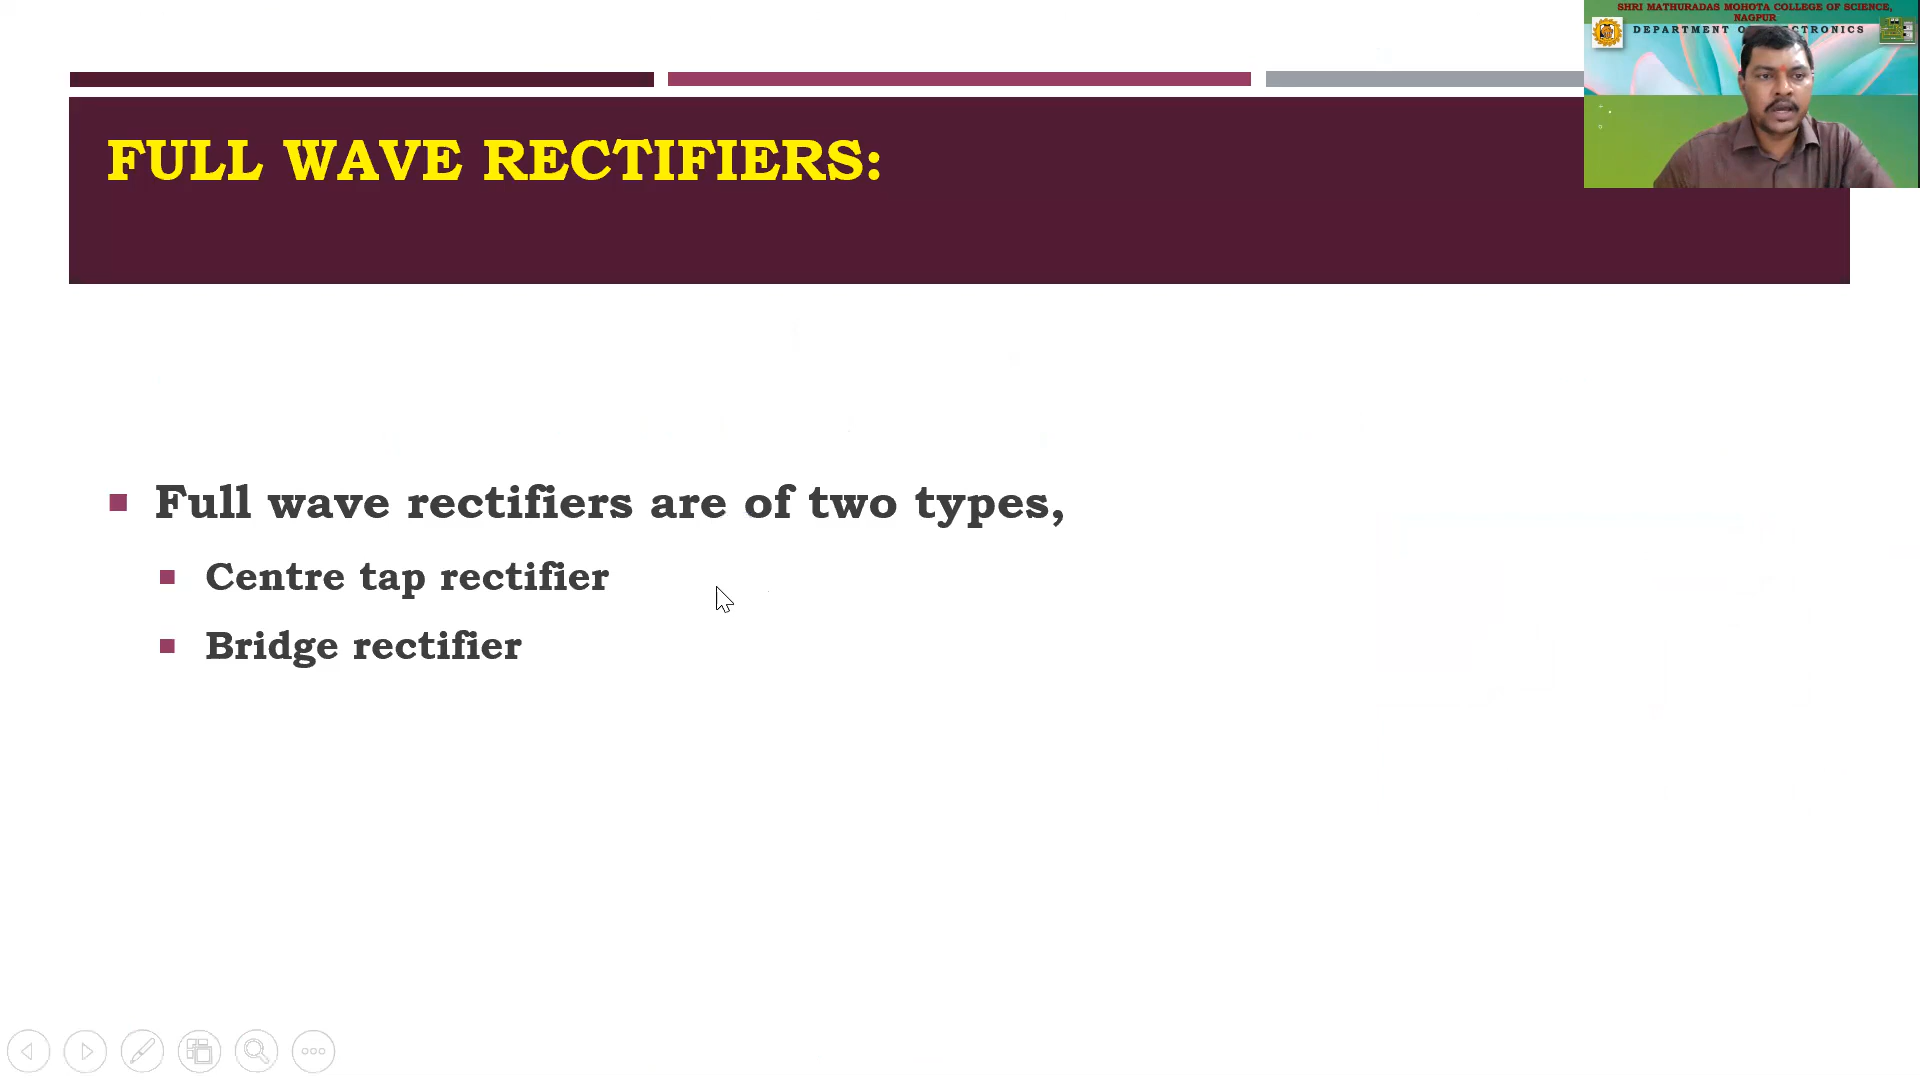 SHRI MATHURADAS MOHOTA COLLEGE OF SCIENCE,
NAGPUR
DEPARTMENT O CTRONICS
FULL WAVE RECTIFIERS:
Full wave rectifiers are of two types,
Centre tap rectifier
Bridge rectifier